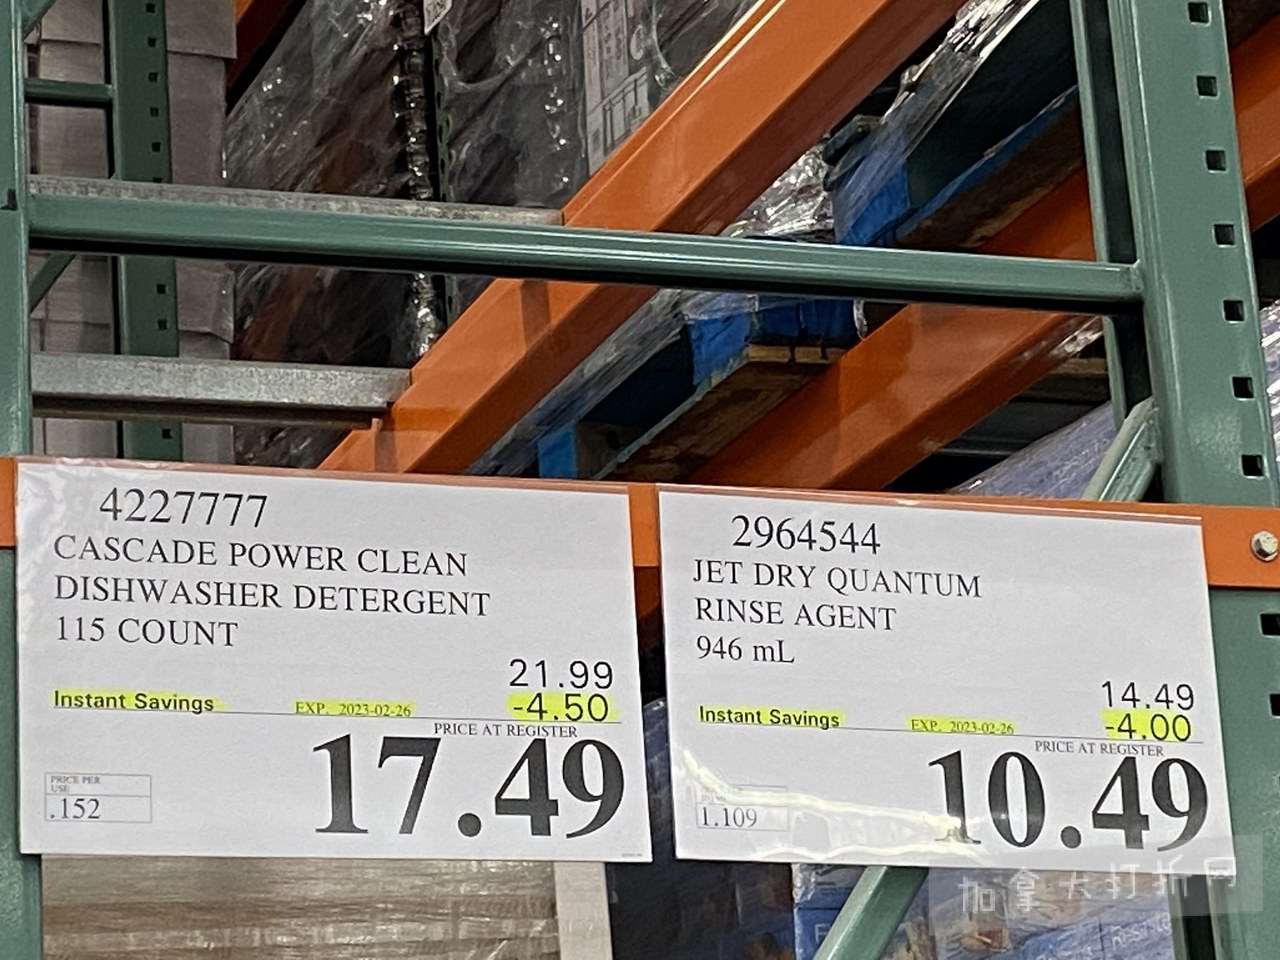 4227777
CASCADE POWER CLEAN
DISHWASHER DETERGENT
115 COUNT
21.99
Instant Savings EXP. 2023-02-26 -4.50
PRICE AT REGISTER
17.49
PRICE PER
USE
.152
2964544
JET DRY QUANTUM
RINSE AGENT
946 mL
14.49
Instant Savings EXP. 2023-02-26 -4.00
PRICE AT REGISTER
10.49
1.109
加拿大打折网